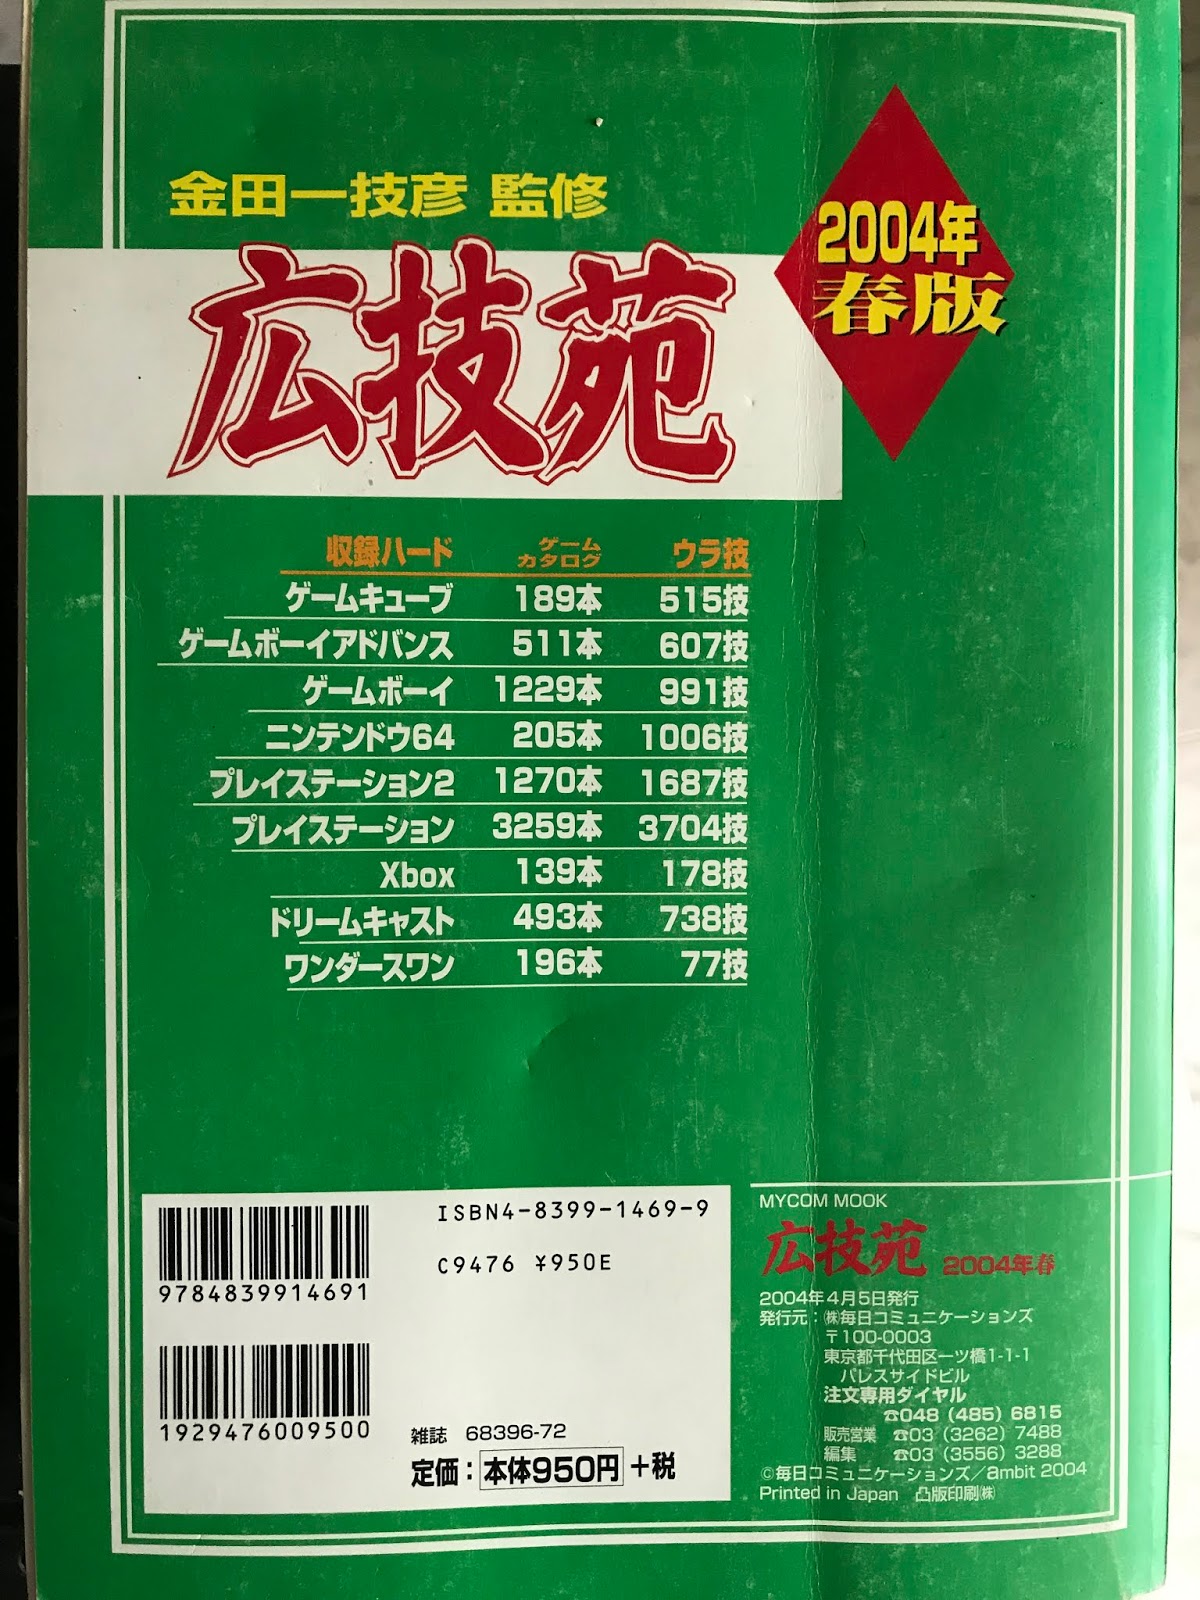 金田一技彦 監修
2004年
春版
広技苑
収録ハード ゲームカタログ ウラ技
ゲームキューブ 189本 515技
ゲームボーイアドバンス 511本 607技
ゲームボーイ 1229本 991技
ニンテンドウ64 205本 1006技
プレイステーション2 1270本 1687技
プレイステーション 3259本 3704技
Xbox 139本 178技
ドリームキャスト 493本 738技
ワンダースワン 196本 77技
ISBN4-8399-1469-9
C9476 ¥950E
9784839914691
1929476009500
雑誌 68396-72
定価：本体950円+税
MYCOM MOOK
広技苑 2004年春
2004年4月5日発行
発行元：㈱毎日コミュニケーションズ
〒100-0003
東京都千代田区一ツ橋1-1-1
パレスサイドビル
注文専用ダイヤル
☎048（485）6815
販売営業 ☎03（3262）7488
編集 ☎03（3556）3288
©毎日コミュニケーションズ／ambit 2004
Printed in Japan 凸版印刷㈱